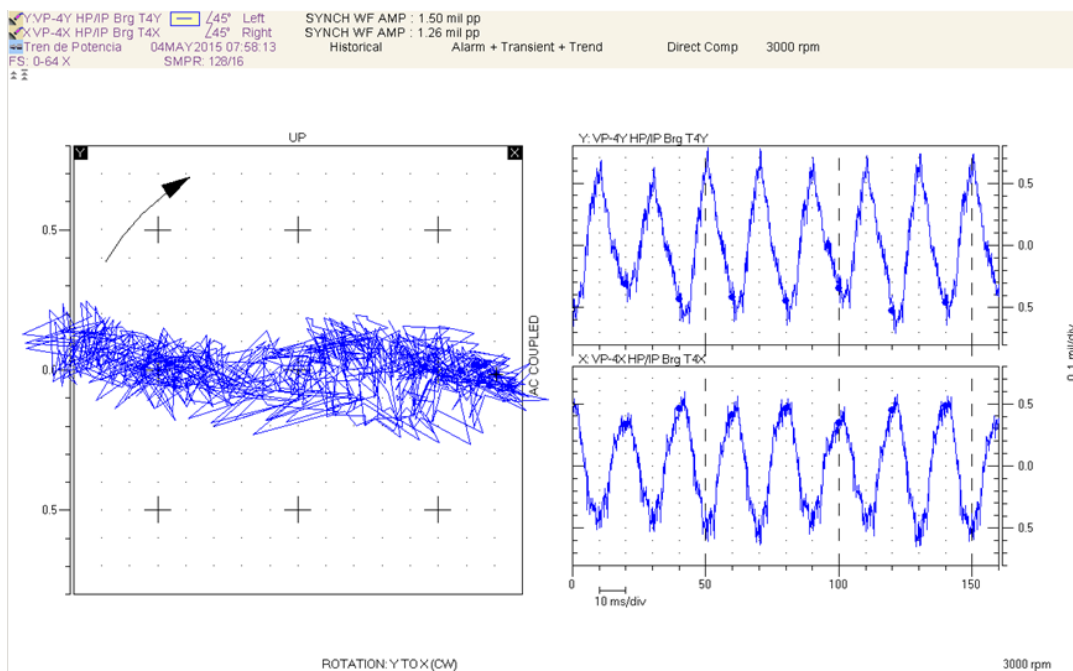 Y:VP-4Y HP/IP Brg T4Y ∠45° Left SYNCH WF AMP : 1.50 mil pp
X:VP-4X HP/IP Brg T4X ∠45° Right SYNCH WF AMP : 1.26 mil pp
Tren de Potencia 04MAY2015 07:58:13 Historical Alarm + Transient + Trend Direct Comp 3000 rpm
FS: 0-64 X SMPR: 128/16
UP
Y X
0.5
0.0
0.5
AC COUPLED
ROTATION: Y TO X (CW)
Y: VP-4Y HP/IP Brg T4Y
0.5
0.0
0.5
X: VP-4X HP/IP Brg T4X
0.5
0.0
0.5
0.1 mil/div
0 50 100 150
10 ms/div
3000 rpm